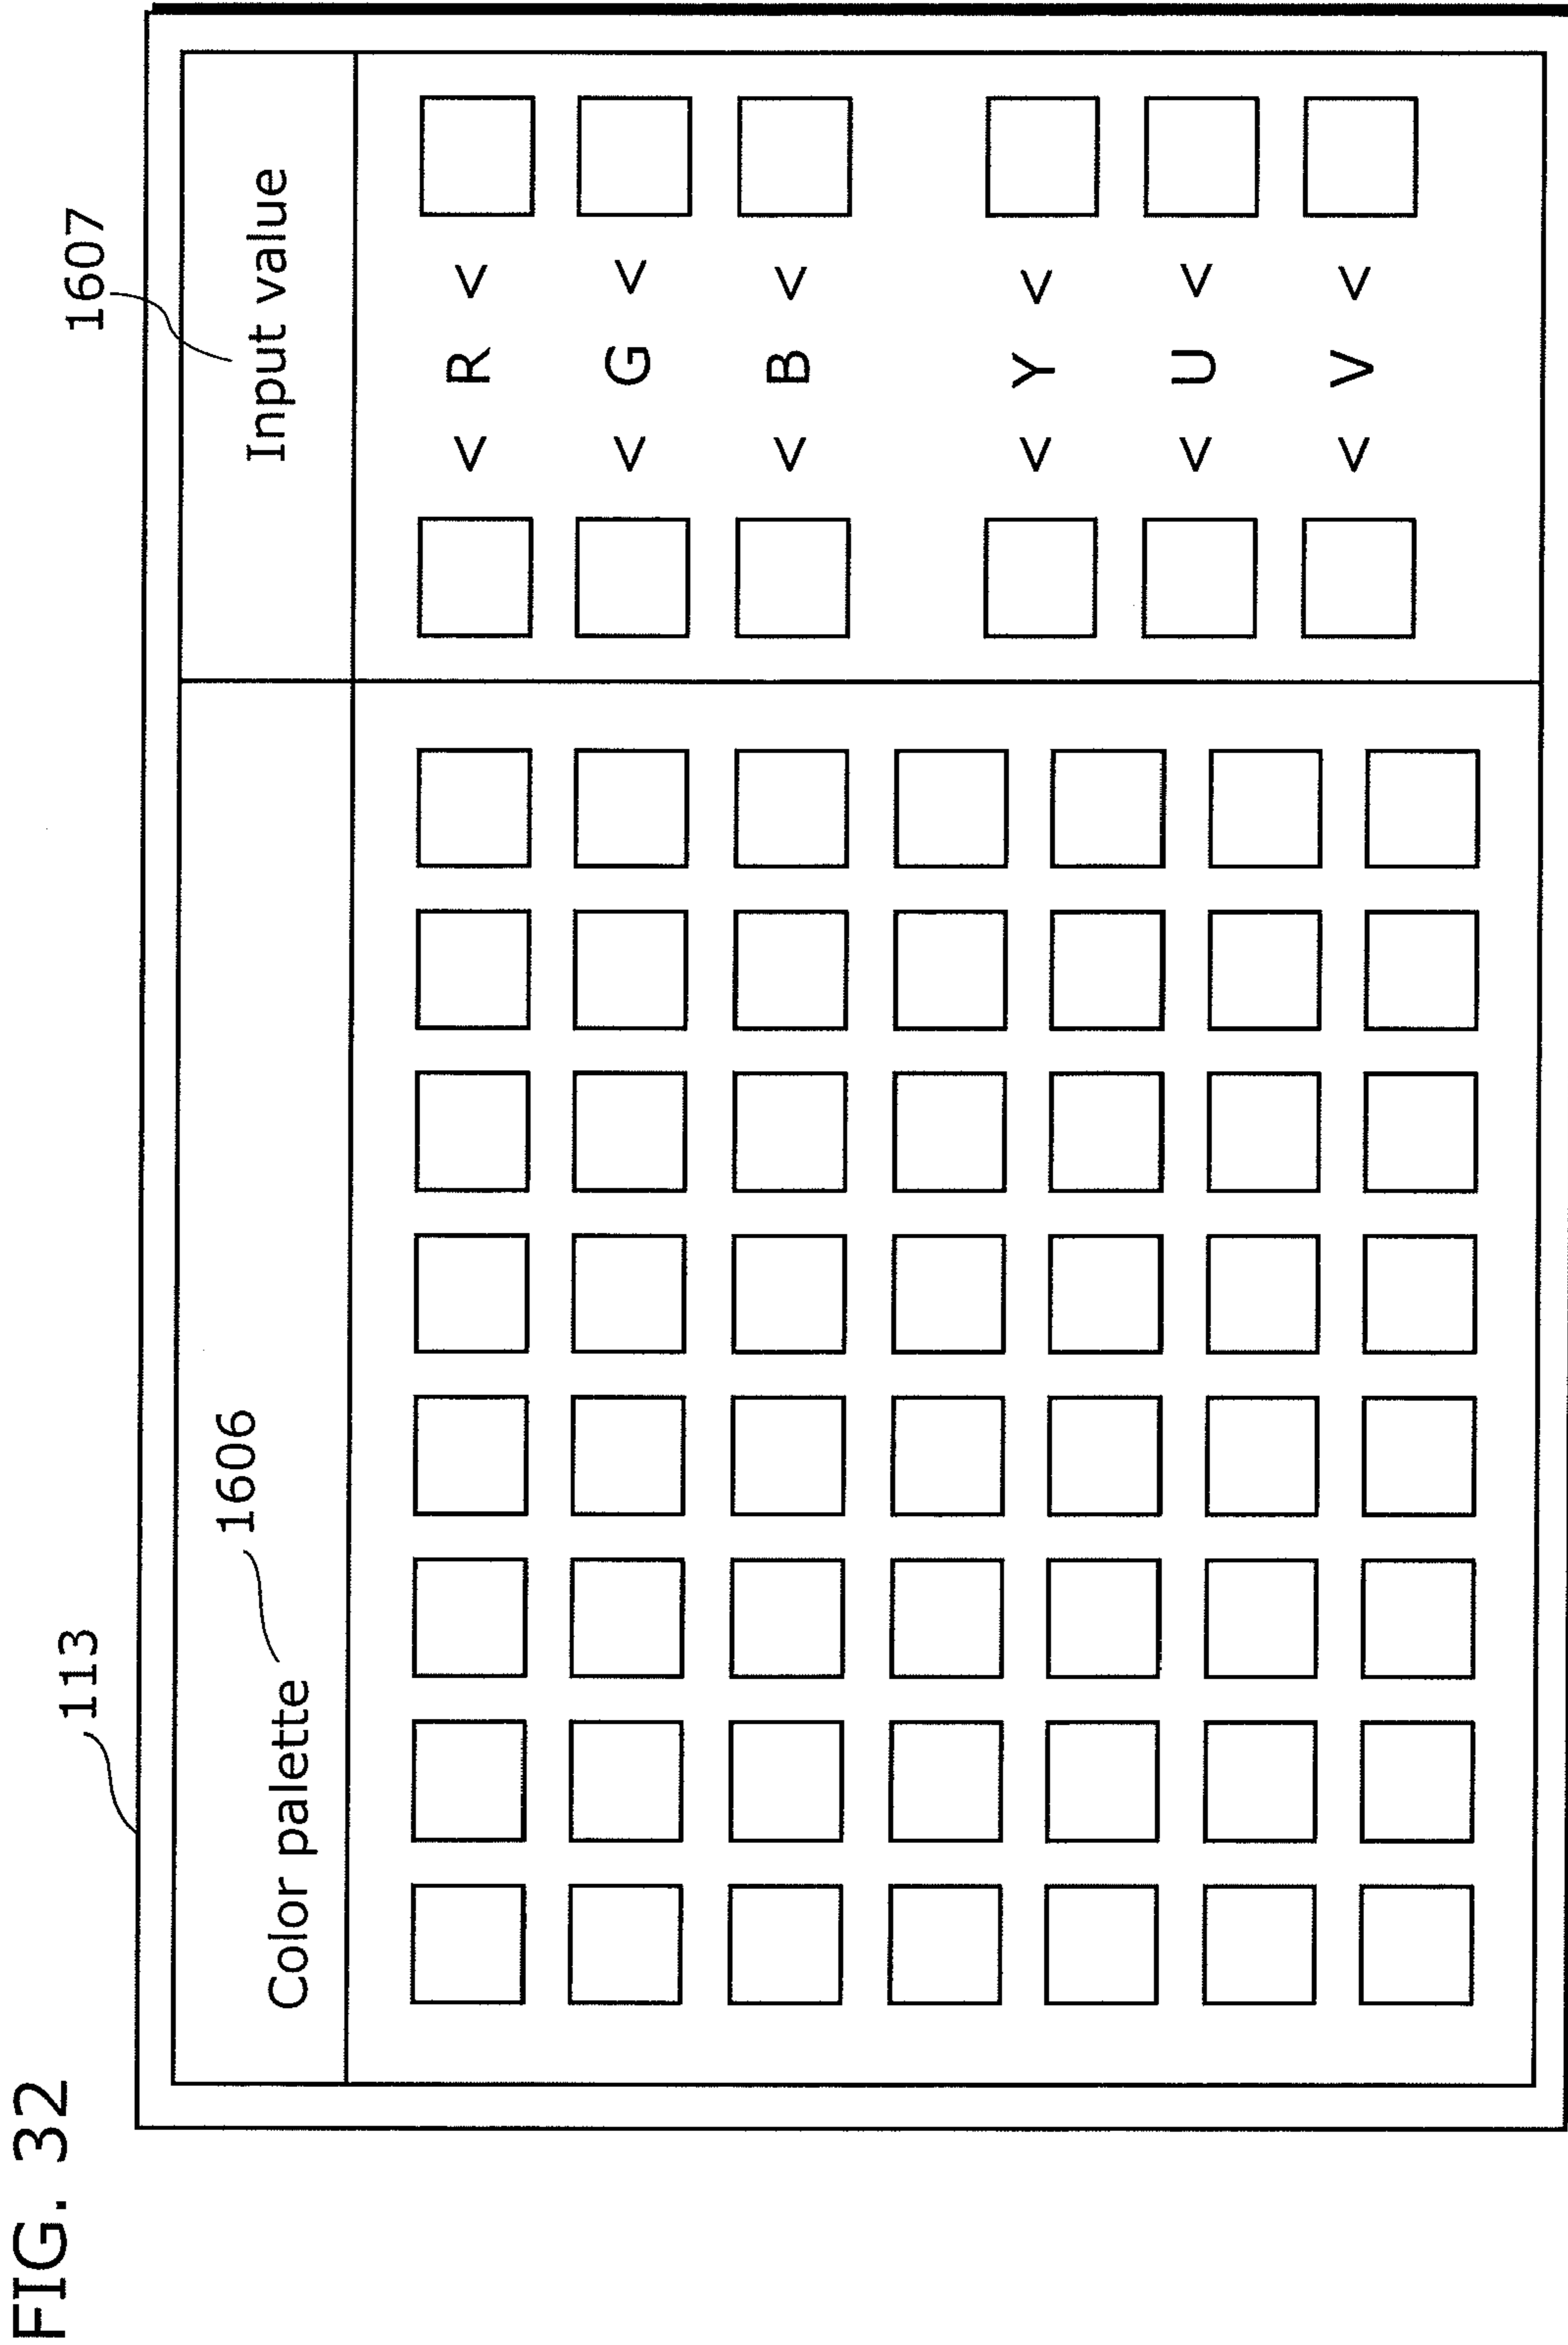 FIG. 32
113
1607
1606
Color palette
Input value
< R <
< G <
< B <
< Y <
< U <
< V <